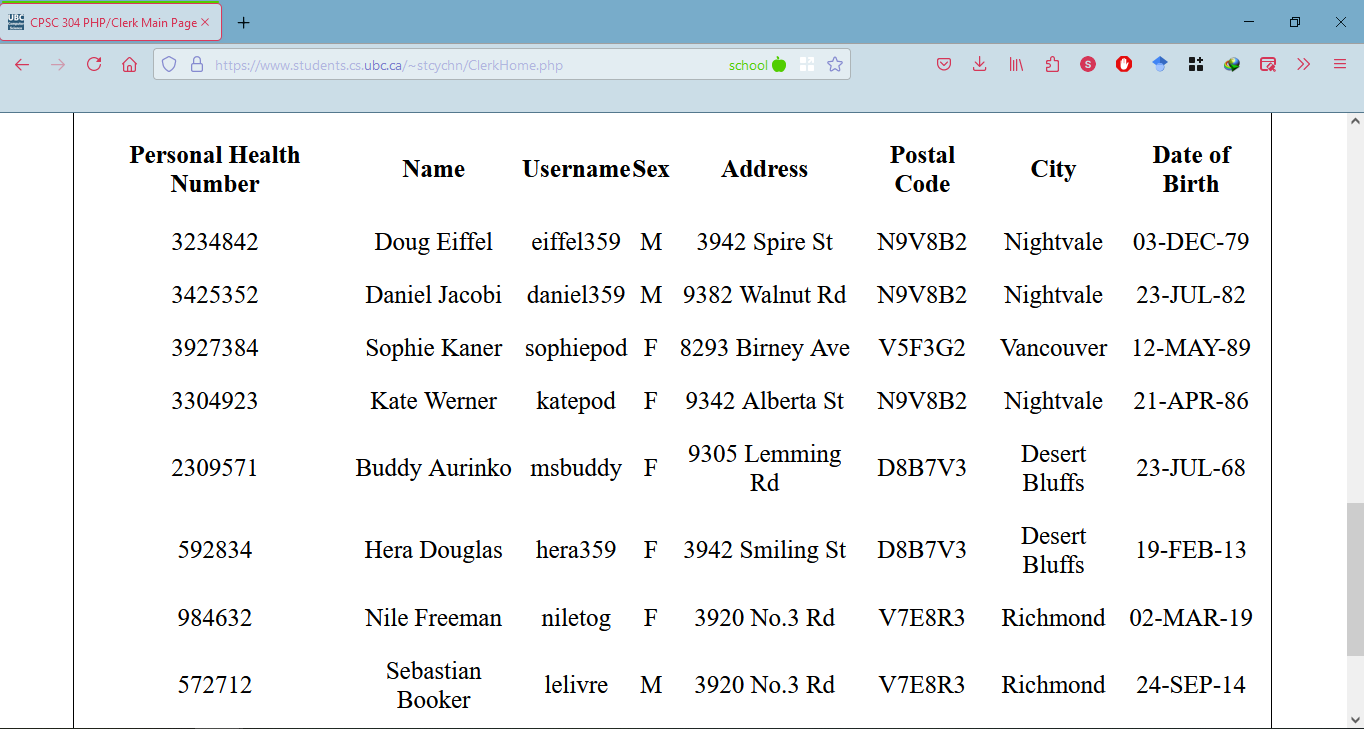 UBC CPSC 304 PHP/Clerk Main Page
https://www.students.cs.ubc.ca/~stcychn/ClerkHome.php school
S
Personal Health Number Name Username Sex Address Postal Code City Date of Birth
3234842 Doug Eiffel eiffel359 M 3942 Spire St N9V8B2 Nightvale 03-DEC-79
3425352 Daniel Jacobi daniel359 M 9382 Walnut Rd N9V8B2 Nightvale 23-JUL-82
3927384 Sophie Kaner sophiepod F 8293 Birney Ave V5F3G2 Vancouver 12-MAY-89
3304923 Kate Werner katepod F 9342 Alberta St N9V8B2 Nightvale 21-APR-86
2309571 Buddy Aurinko msbuddy F 9305 Lemming Rd D8B7V3 Desert Bluffs 23-JUL-68
592834 Hera Douglas hera359 F 3942 Smiling St D8B7V3 Desert Bluffs 19-FEB-13
984632 Nile Freeman niletog F 3920 No.3 Rd V7E8R3 Richmond 02-MAR-19
572712 Sebastian Booker lelivre M 3920 No.3 Rd V7E8R3 Richmond 24-SEP-14